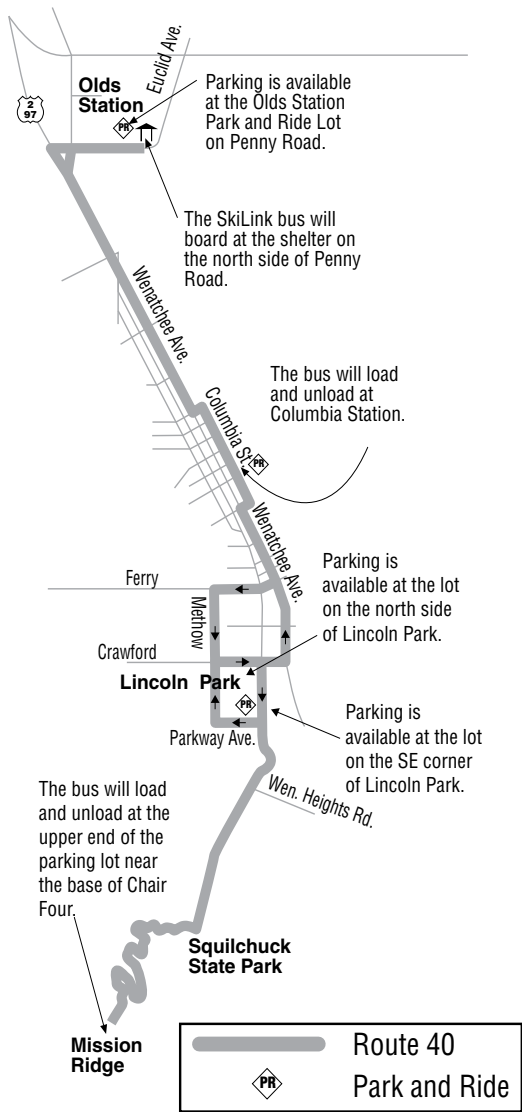 Euclid Ave.
Olds
Station
2
97
PR
Parking is available
at the Olds Station
Park and Ride Lot
on Penny Road.
The SkiLink bus will
board at the shelter on
the north side of Penny
Road.
Wenatchee Ave.
The bus will load
and unload at
Columbia Station.
Columbia St.
PR
Wenatchee Ave.
Parking is
available at the lot
on the north side
of Lincoln Park.
Ferry
Methow
Crawford
Lincoln Park
PR
Parkway Ave.
Parking is
available at the lot
on the SE corner
of Lincoln Park.
Wen. Heights Rd.
The bus will load
and unload at the
upper end of the
parking lot near
the base of Chair
Four.
Squilchuck
State Park
Mission
Ridge
Route 40
PR Park and Ride